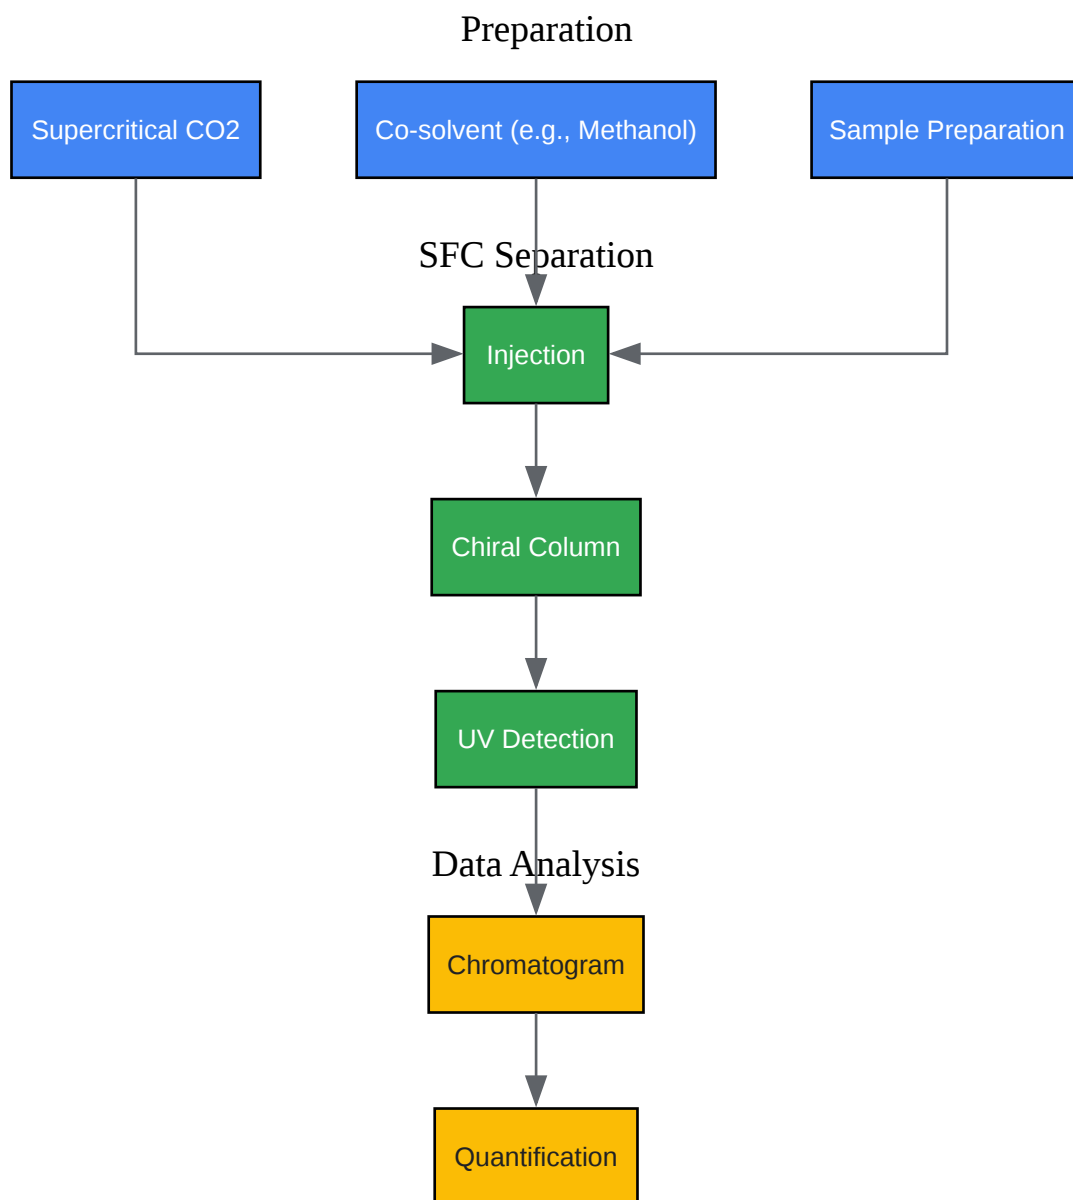 Preparation
Supercritical CO2
Co-solvent (e.g., Methanol)
Sample Preparation
SFC Separation
Injection
Chiral Column
UV Detection
Data Analysis
Chromatogram
Quantification